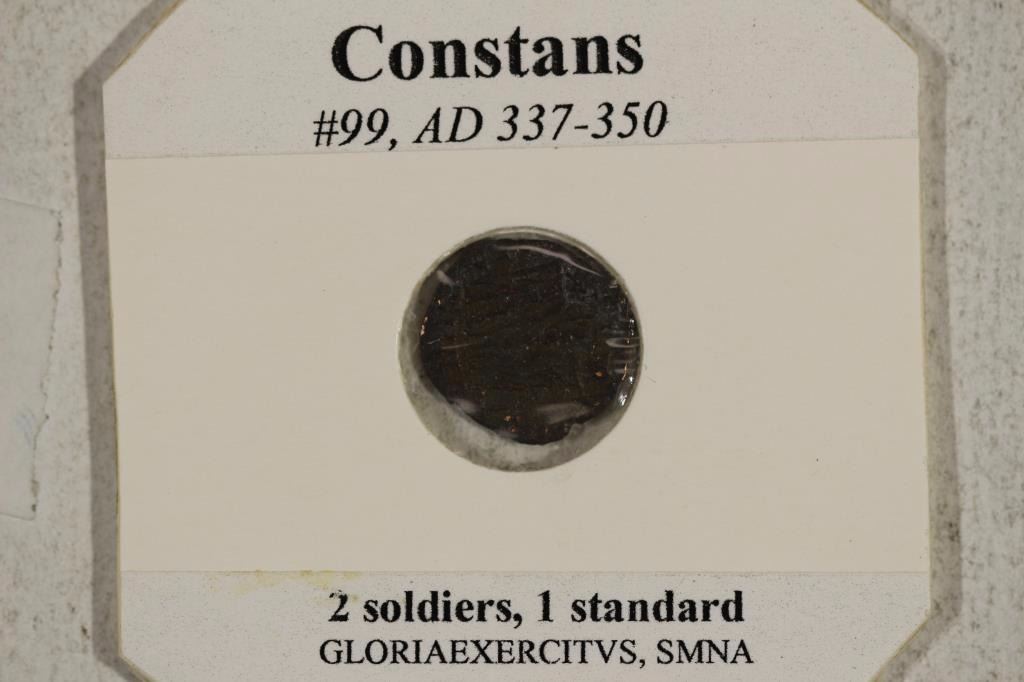 Constans
#99, AD 337-350
2 soldiers, 1 standard
GLORIAEXERCITVS, SMNA